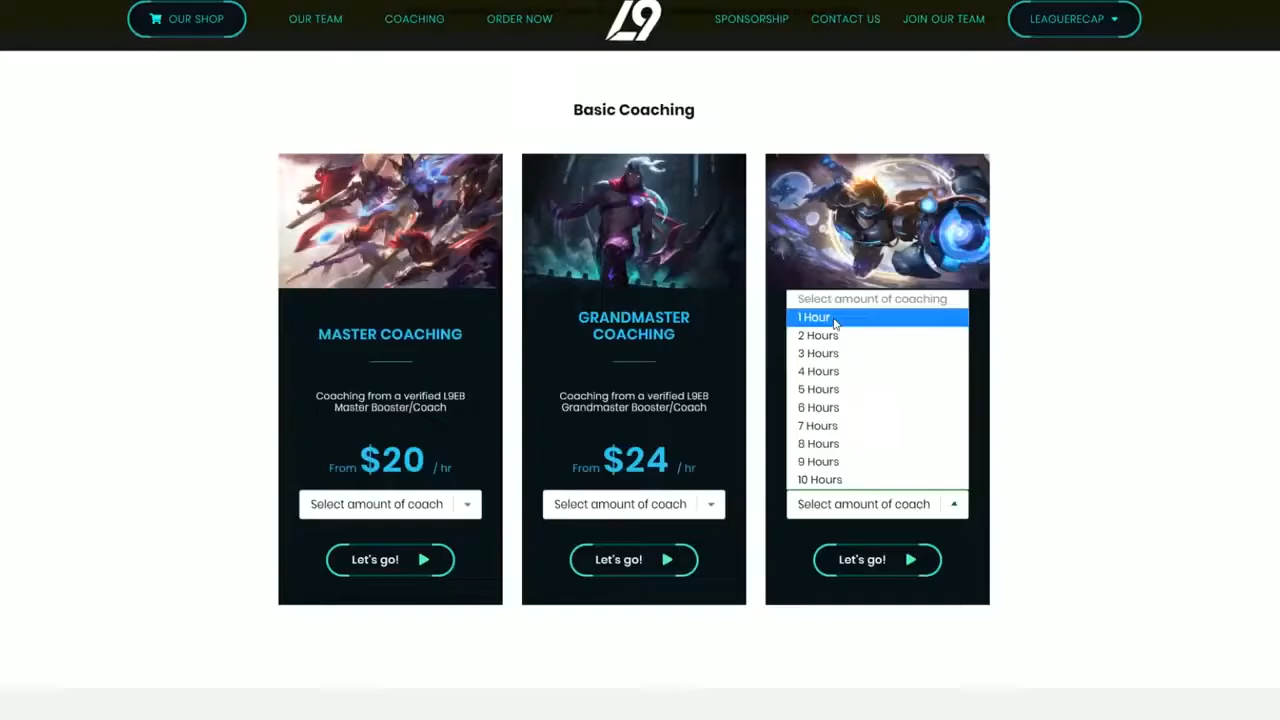 OUR SHOP
OUR TEAM
COACHING
ORDER NOW
L9
SPONSORSHIP
CONTACT US
JOIN OUR TEAM
LEAGUERECAP
Basic Coaching
MASTER COACHING
Coaching from a verified L9EB
Master Booster/Coach
From $20 / hr
Select amount of coach
Let's go!
GRANDMASTER
COACHING
Coaching from a verified L9EB
Grandmaster Booster/Coach
From $24 / hr
Select amount of coach
Let's go!
Select amount of coaching
1 Hour
2 Hours
3 Hours
4 Hours
5 Hours
6 Hours
7 Hours
8 Hours
9 Hours
10 Hours
Select amount of coach
Let's go!